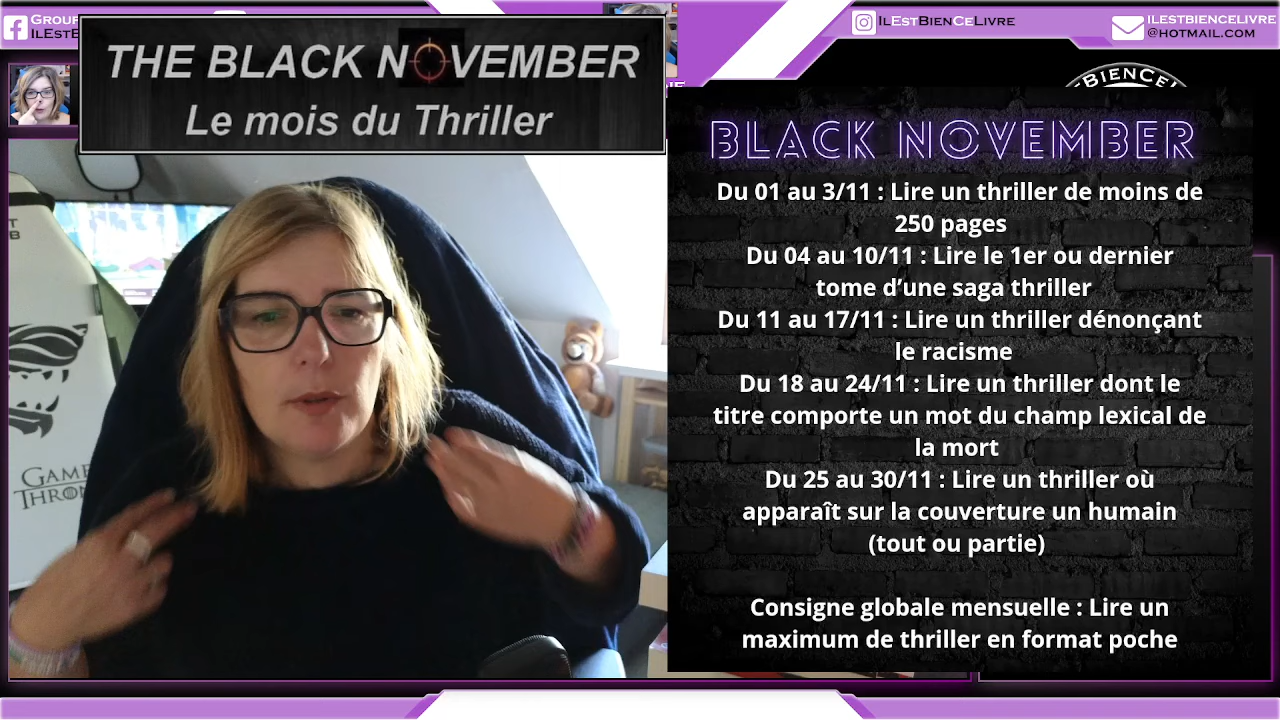 GROU
ILESTB
ILESTBIENCELIVRE
ILESTBIENCELIVRE
@HOTMAIL.COM
THE BLACK NOVEMBER
Le mois du Thriller
BIENCE
BLACK NOVEMBER
Du 01 au 3/11 : Lire un thriller de moins de
250 pages
Du 04 au 10/11 : Lire le 1er ou dernier
tome d’une saga thriller
Du 11 au 17/11 : Lire un thriller dénonçant
le racisme
Du 18 au 24/11 : Lire un thriller dont le
titre comporte un mot du champ lexical de
la mort
Du 25 au 30/11 : Lire un thriller où
apparaît sur la couverture un humain
(tout ou partie)
Consigne globale mensuelle : Lire un
maximum de thriller en format poche
GAME
THRON